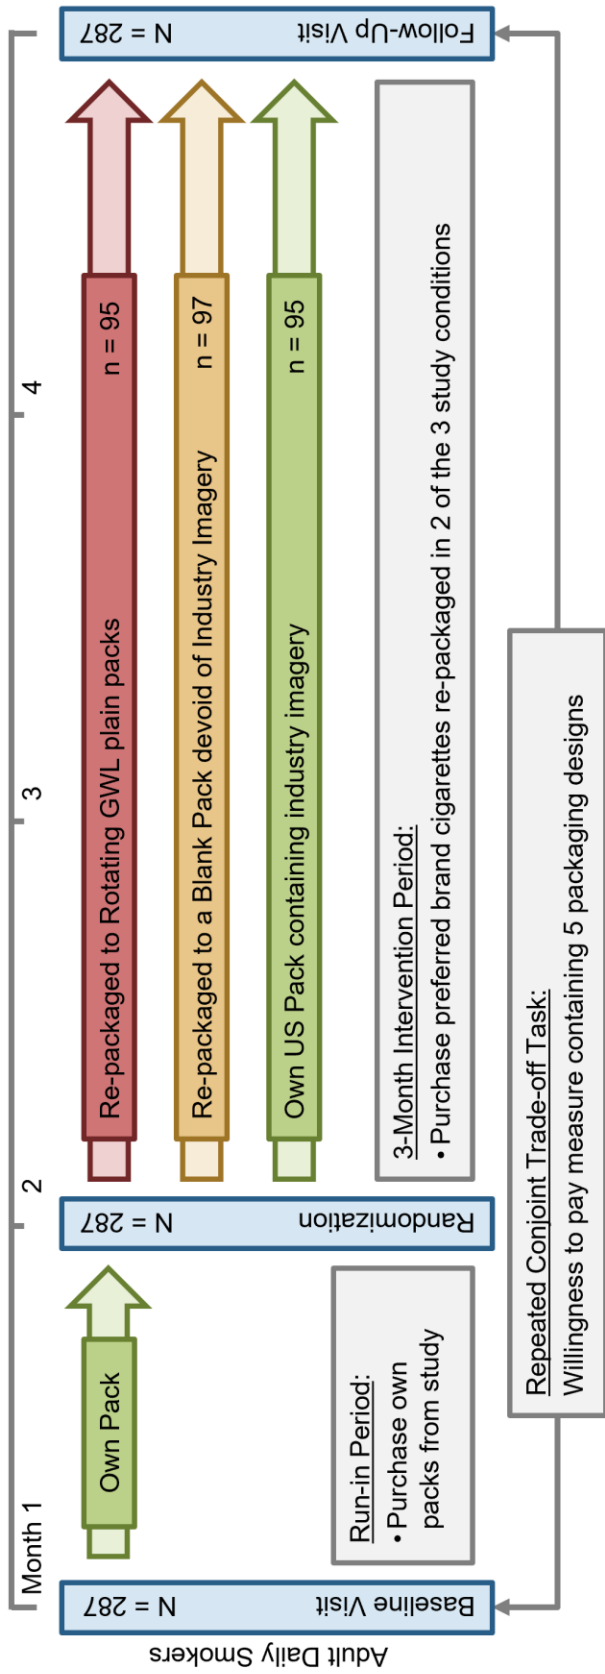 Month 1
2
3
4
Adult Daily Smokers
Baseline Visit
N = 287
Own Pack
Run-in Period:
• Purchase own
packs from study
Randomization
N = 287
Re-packaged to Rotating GWL plain packs
n = 95
Re-packaged to a Blank Pack devoid of Industry Imagery
n = 97
Own US Pack containing industry imagery
n = 95
3-Month Intervention Period:
• Purchase preferred brand cigarettes re-packaged in 2 of the 3 study conditions
Follow-Up Visit
N = 287
Repeated Conjoint Trade-off Task:
Willingness to pay measure containing 5 packaging designs